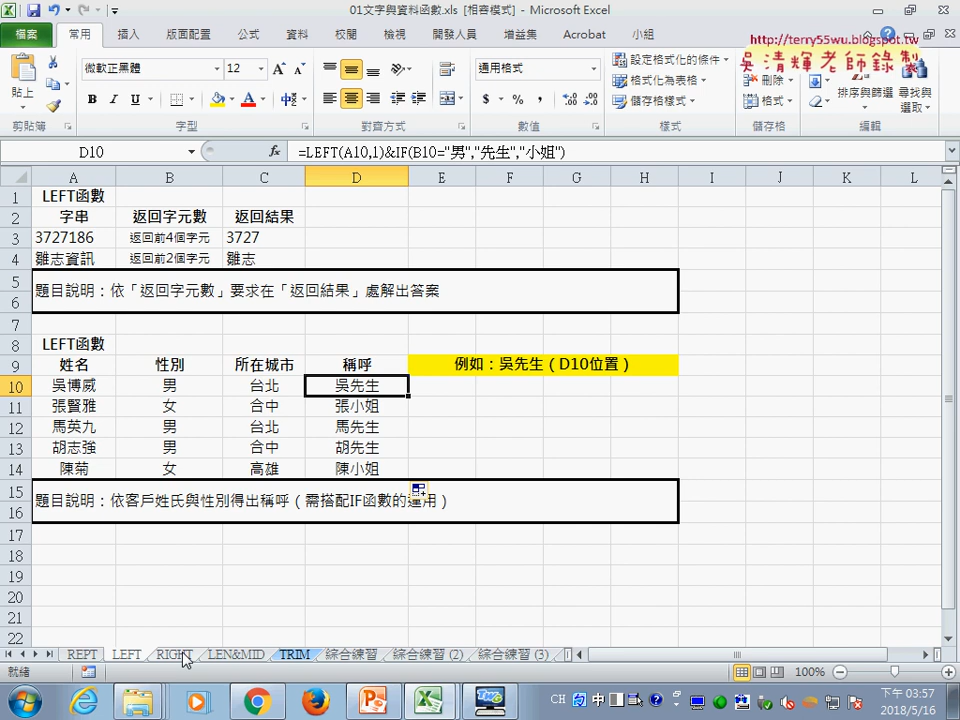 01文字與資料函數.xls [相容模式] - Microsoft Excel
檔案 常用 插入 版面配置 公式 資料 校閱 檢視 開發人員 增益集 Acrobat 小組
http://terry55wu.blogspot.tw
吳清輝老師錄製
貼上 微軟正黑體 12 通用格式 設定格式化的條件 格式化為表格 儲存格樣式 刪除 格式 排序與篩選 尋找與選取
剪貼簿 字型 對齊方式 數值 樣式 儲存格 編輯
D10 fx =LEFT(A10,1)&IF(B10="男","先生","小姐")
A B C D E F G H I J K L
1 LEFT函數
2 字串 返回字元數 返回結果
3 3727186 返回前4個字元 3727
4 雛志資訊 返回前2個字元 雛志
5 題目說明：依「返回字元數」要求在「返回結果」處解出答案
6
7
8 LEFT函數
9 姓名 性別 所在城市 稱呼 例如：吳先生（D10位置）
10 吳博威 男 台北 吳先生
11 張賢雅 女 台中 張小姐
12 馬英九 男 台北 馬先生
13 胡志強 男 台中 胡先生
14 陳菊 女 高雄 陳小姐
15 題目說明：依客戶姓氏與性別得出稱呼（需搭配IF函數的運用）
16
17
18
19
20
21
22
REPT LEFT RIGHT LEN&MID TRIM 綜合練習 綜合練習 (2) 綜合練習 (3)
就緒 100%
CH 中 下午 03:57
2018/5/16